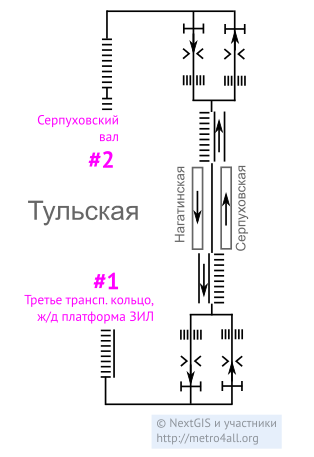 Серпуховский
вал
#2
Нагатинская
Серпуховская
Тульская
#1
Третье трансп. кольцо,
ж/д платформа ЗИЛ
© NextGIS и участники
http://metro4all.org